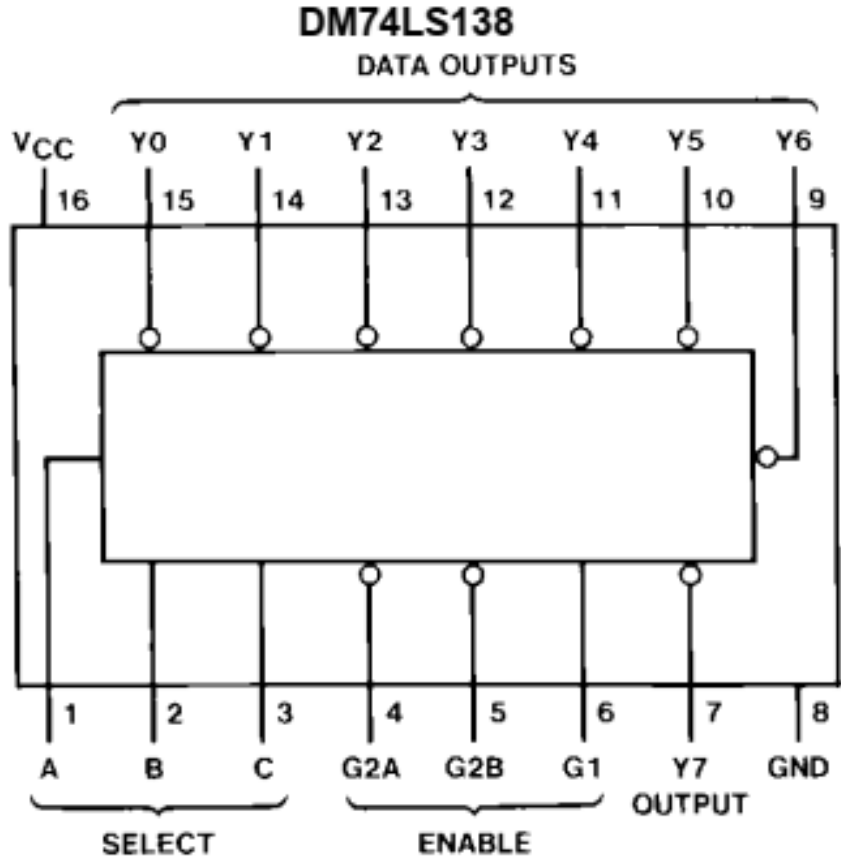 DM74LS138
DATA OUTPUTS
VCC Y0 Y1 Y2 Y3 Y4 Y5 Y6
16 15 14 13 12 11 10 9
1 2 3 4 5 6 7 8
A B C G2A G2B G1 Y7 GND
OUTPUT
SELECT ENABLE